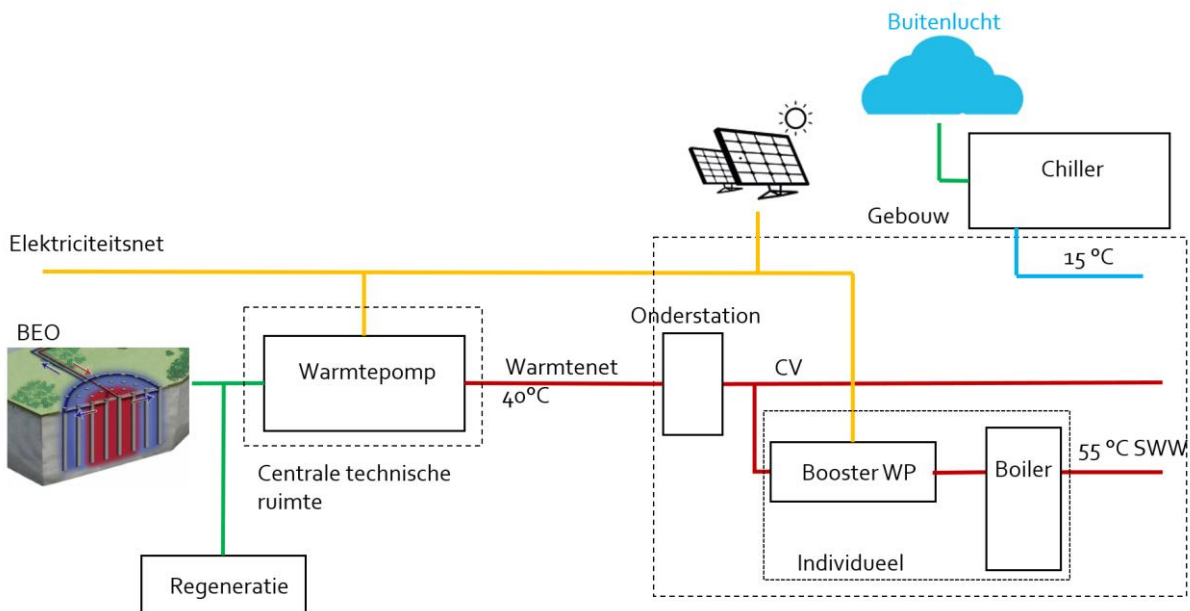 Buitenlucht
Chiller
Gebouw
15 °C
Elektriciteitsnet
Onderstation
BEO
Warmtepomp
Warmtenet
40°C
CV
Centrale technische
ruimte
Booster WP
Boiler
55 °C SWW
Individueel
Regeneratie